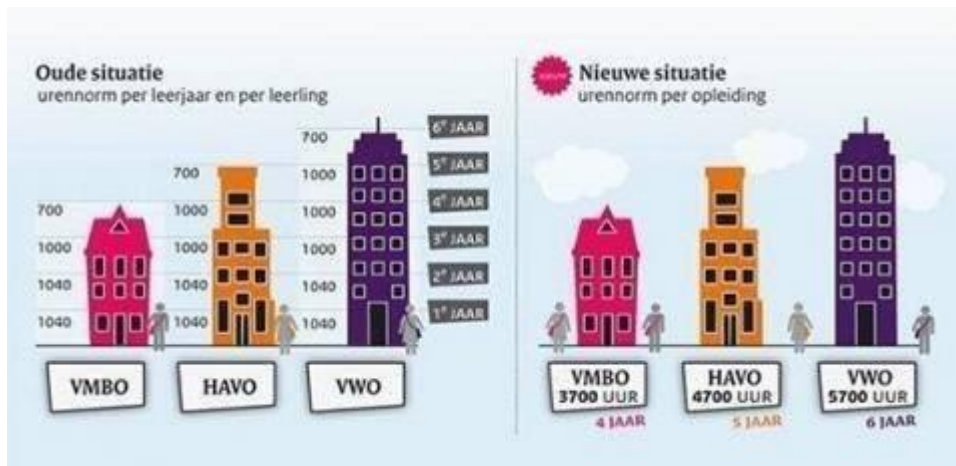 Oude situatie
urennorm per leerjaar en per leerling
700
1000
1040
1040
VMBO
700
1000
1000
1040
1040
HAVO
700
1000
1000
1000
1040
1040
VWO
6e JAAR
5e JAAR
4e JAAR
3e JAAR
2e JAAR
1e JAAR
Nieuwe situatie
urennorm per opleiding
VMBO
3700 UUR
4 JAAR
HAVO
4700 UUR
5 JAAR
VWO
5700 UUR
6 JAAR